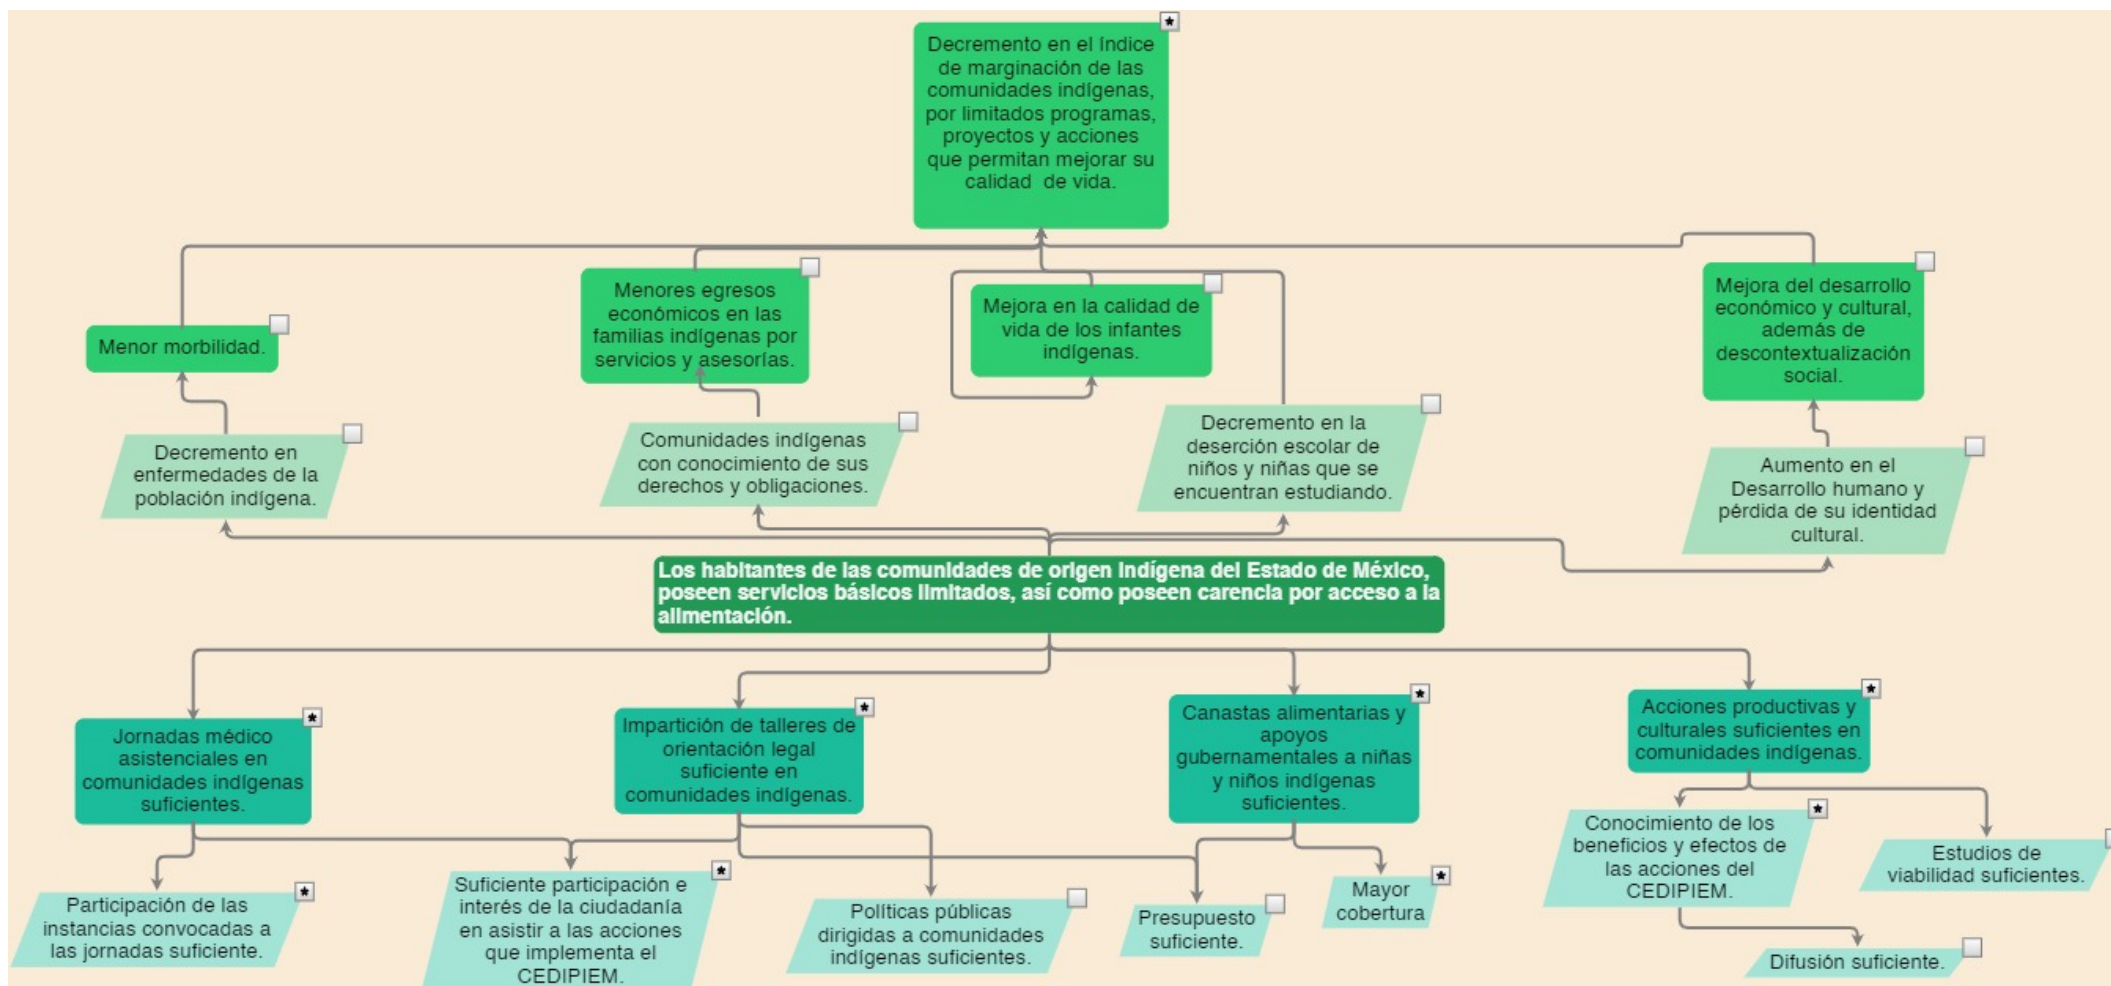 Decremento en el índice
de marginación de las
comunidades indígenas,
por limitados programas,
proyectos y acciones
que permitan mejorar su
calidad de vida.
Menor morbilidad.
Menores egresos
económicos en las
familias indígenas por
servicios y asesorías.
Mejora en la calidad de
vida de los infantes
indígenas.
Mejora del desarrollo
económico y cultural,
además de
descontextualización
social.
Decremento en
enfermedades de la
población indígena.
Comunidades indígenas
con conocimiento de sus
derechos y obligaciones.
Decremento en la
deserción escolar de
niños y niñas que se
encuentran estudiando.
Aumento en el
Desarrollo humano y
pérdida de su identidad
cultural.
Los habitantes de las comunidades de origen indígena del Estado de México,
poseen servicios básicos limitados, así como poseen carencia por acceso a la
alimentación.
Jornadas médico
asistenciales en
comunidades indígenas
suficientes.
Impartición de talleres de
orientación legal
suficiente en
comunidades indígenas.
Canastas alimentarias y
apoyos
gubernamentales a niñas
y niños indígenas
suficientes.
Acciones productivas y
culturales suficientes en
comunidades indígenas.
Participación de las
instancias convocadas a
las jornadas suficiente.
Suficiente participación e
interés de la ciudadanía
en asistir a las acciones
que implementa el
CEDIPIEM.
Políticas públicas
dirigidas a comunidades
indígenas suficientes.
Presupuesto
suficiente.
Mayor
cobertura
Conocimiento de los
beneficios y efectos de
las acciones del
CEDIPIEM.
Estudios de
viabilidad suficientes.
Difusión suficiente.